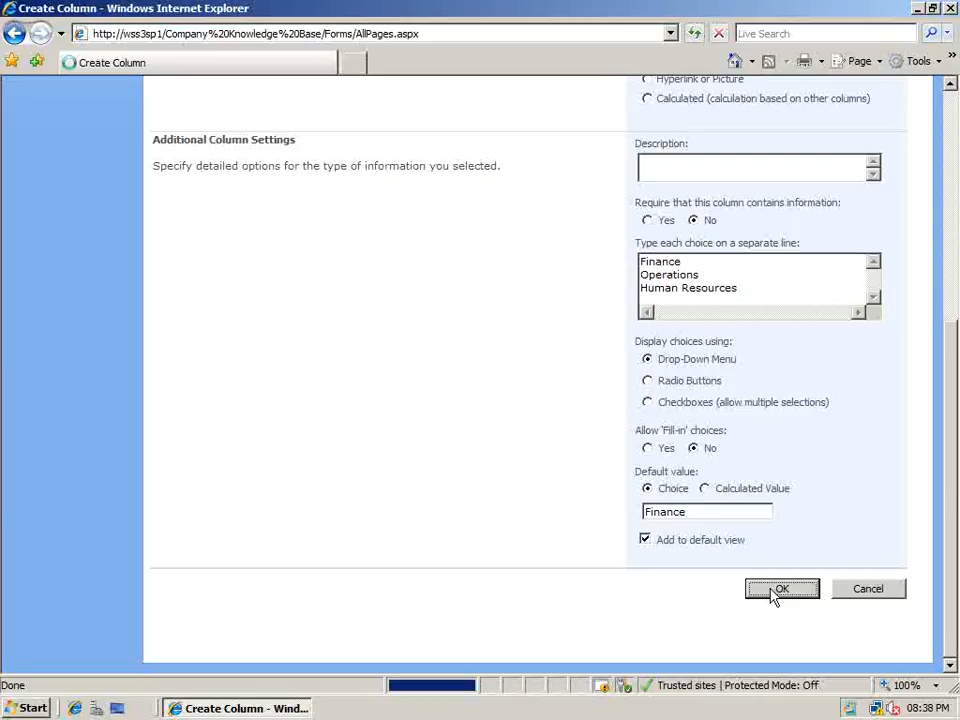 Create Column - Windows Internet Explorer
http://wss3sp1/Company%20Knowledge%20Base/Forms/AllPages.aspx
Live Search
Create Column
Page
Tools
Hyperlink or Picture
Calculated (calculation based on other columns)
Additional Column Settings
Specify detailed options for the type of information you selected.
Description:
Require that this column contains information:
Yes No
Type each choice on a separate line:
Finance
Operations
Human Resources
Display choices using:
Drop-Down Menu
Radio Buttons
Checkboxes (allow multiple selections)
Allow 'Fill-in' choices:
Yes No
Default value:
Choice Calculated Value
Finance
Add to default view
OK Cancel
Done
Trusted sites | Protected Mode: Off
100%
Start
Create Column - Wind...
08:38 PM